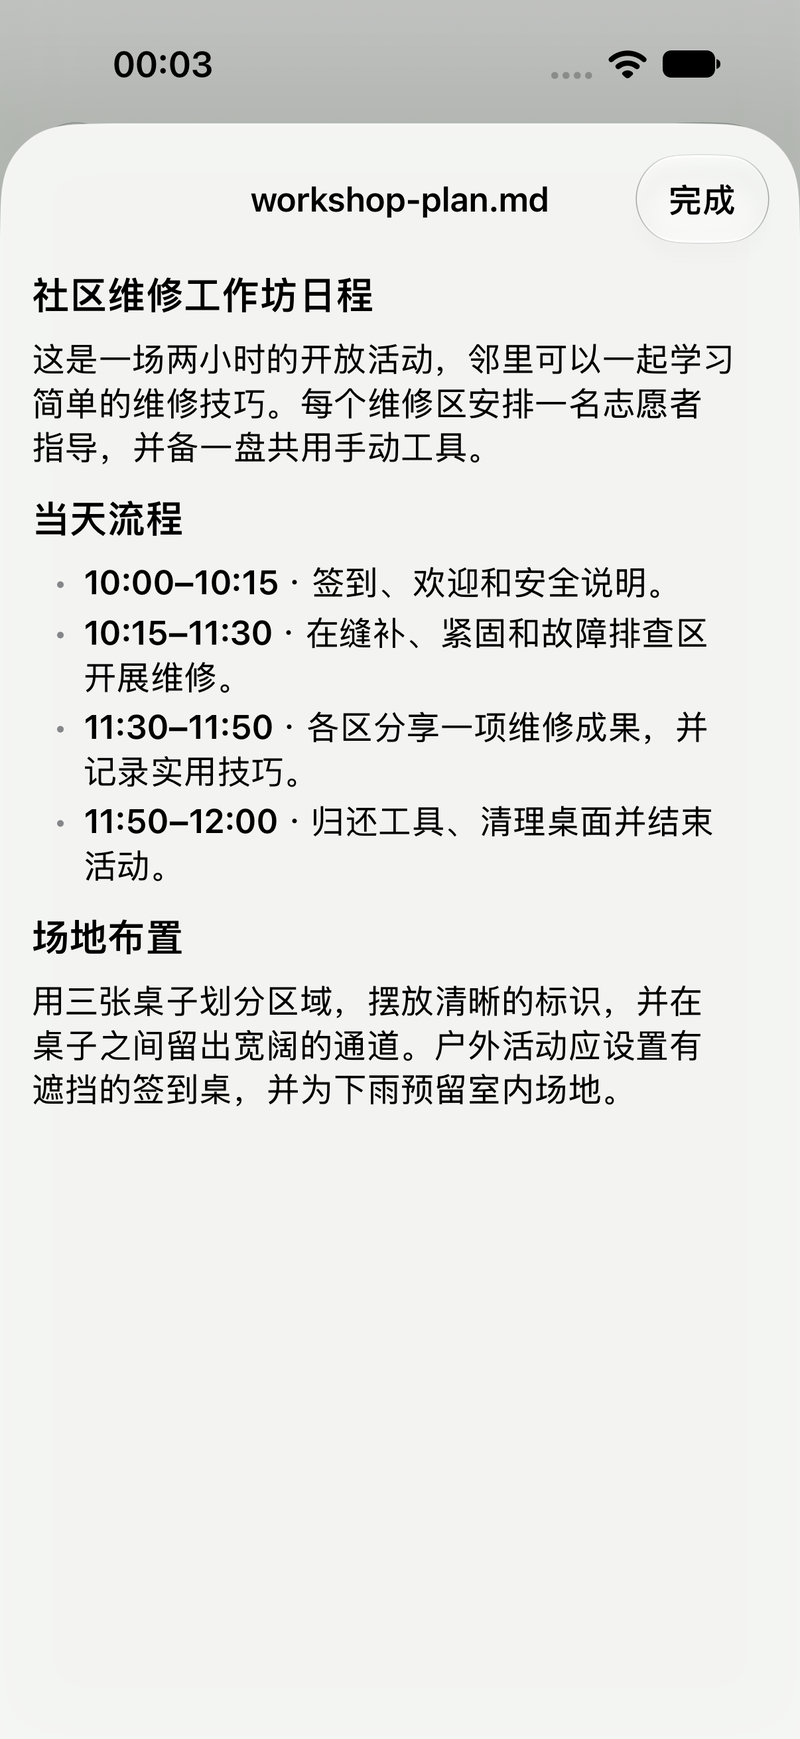 00:03
workshop-plan.md
完成
社区维修工作坊日程
这是一场两小时的开放活动，邻里可以一起学习
简单的维修技巧。每个维修区安排一名志愿者
指导，并备一盘共用手动工具。
当天流程
• 10:00–10:15 · 签到、欢迎和安全说明。
• 10:15–11:30 · 在缝补、紧固和故障排查区
开展维修。
• 11:30–11:50 · 各区分享一项维修成果，并
记录实用技巧。
• 11:50–12:00 · 归还工具、清理桌面并结束
活动。
场地布置
用三张桌子划分区域，摆放清晰的标识，并在
桌子之间留出宽阔的通道。户外活动应设置有
遮挡的签到桌，并为下雨预留室内场地。